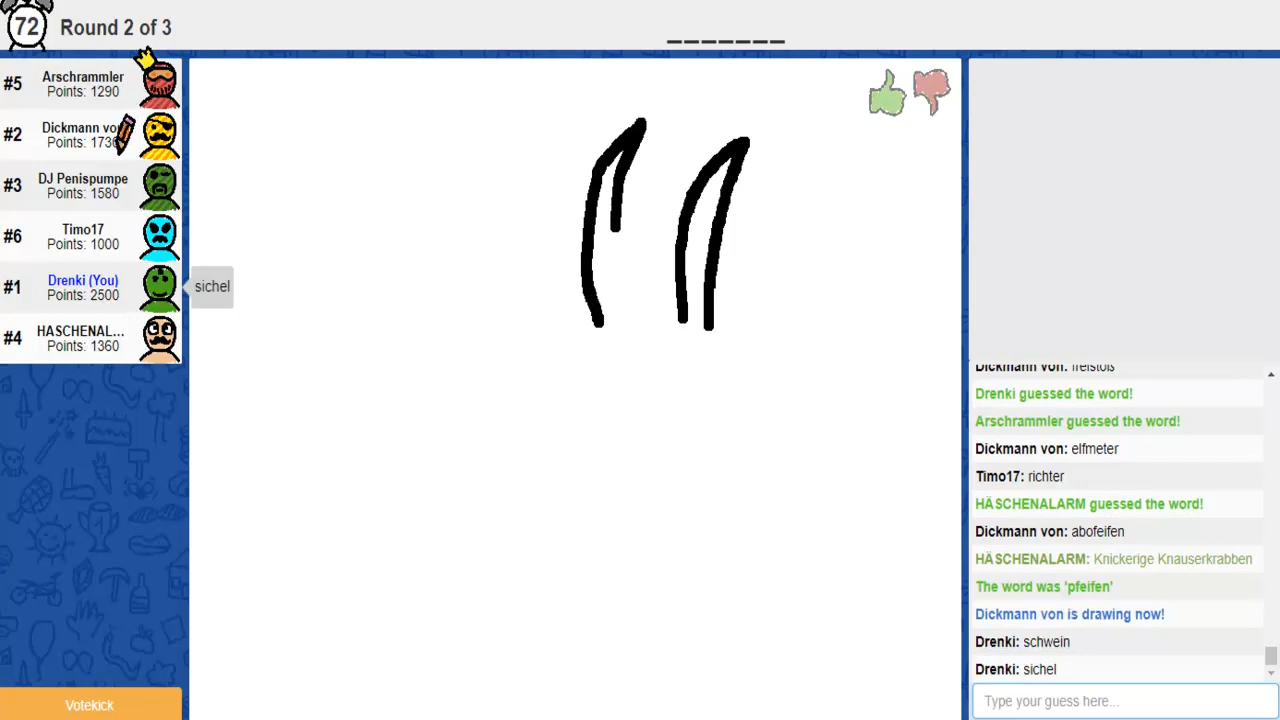 72
Round 2 of 3
_______
#5
Arschrammler
Points: 1290
#2
Dickmann vo
Points: 1736
#3
DJ Penispumpe
Points: 1580
#6
Timo17
Points: 1000
#1
Drenki (You)
Points: 2500
sichel
#4
HASCHENAL...
Points: 1360
Drenki guessed the word!
Arschrammler guessed the word!
Dickmann von: elfmeter
Timo17: richter
HÄSCHENALARM guessed the word!
Dickmann von: abofeifen
HÄSCHENALARM: Knickerige Knauserkrabben
The word was 'pfeifen'
Dickmann von is drawing now!
Drenki: schwein
Drenki: sichel
Type your guess here...
Votekick